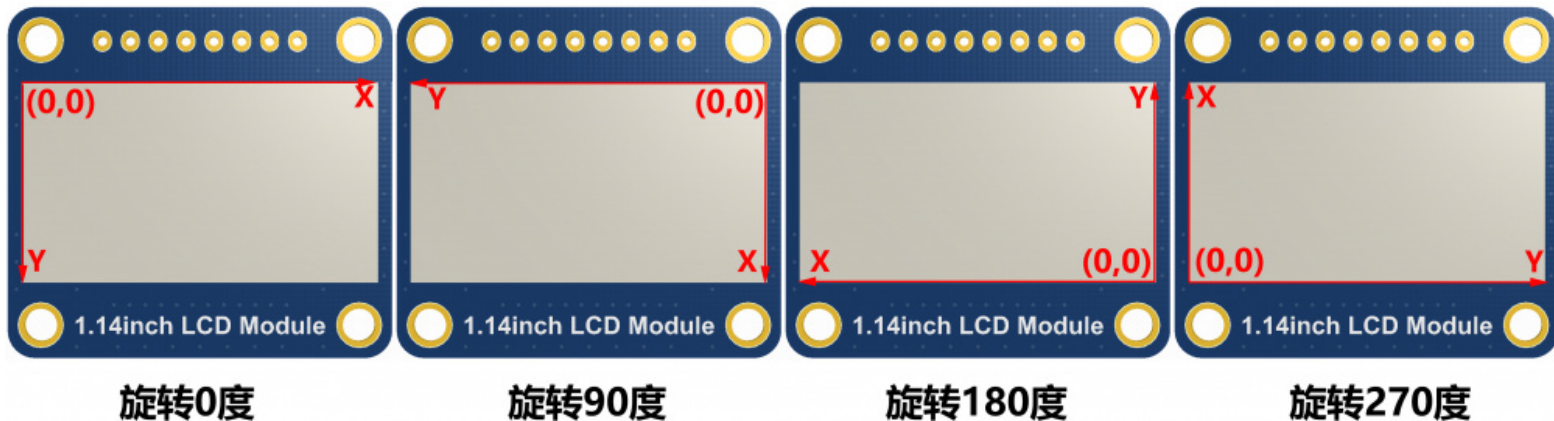 (0,0) X
Y
1.14inch LCD Module
旋转0度
Y (0,0)
X
1.14inch LCD Module
旋转90度
Y
X (0,0)
1.14inch LCD Module
旋转180度
X
(0,0) Y
1.14inch LCD Module
旋转270度